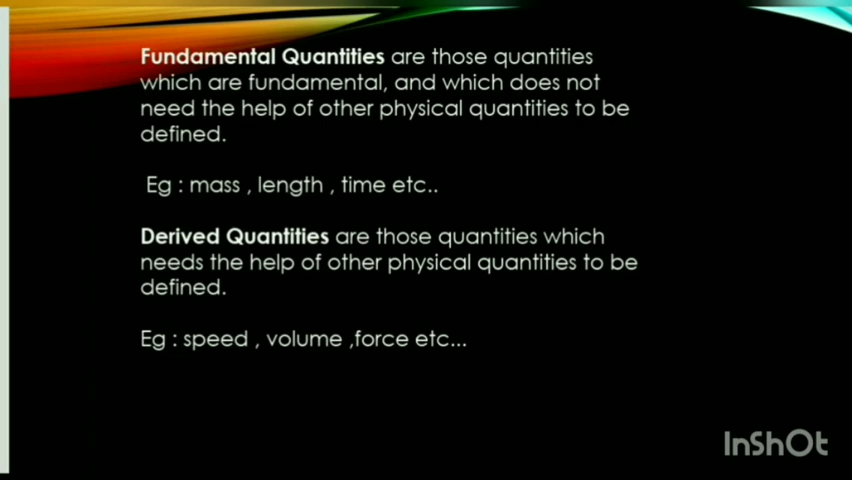 Fundamental Quantities are those quantities
which are fundamental, and which does not
need the help of other physical quantities to be
defined.
Eg : mass , length , time etc..
Derived Quantities are those quantities which
needs the help of other physical quantities to be
defined.
Eg : speed , volume ,force etc...
InShOt